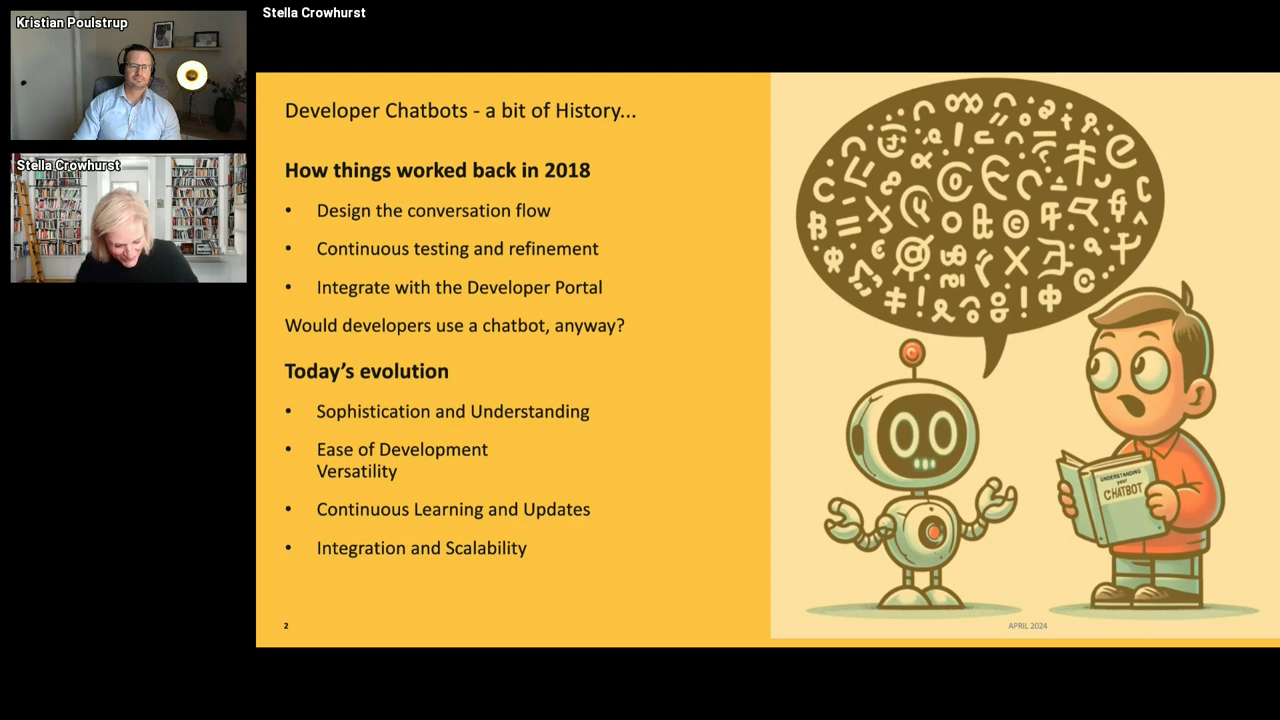 Kristian Poulstrup
Stella Crowhurst
Stella Crowhurst
Developer Chatbots - a bit of History...
How things worked back in 2018
• Design the conversation flow
• Continuous testing and refinement
• Integrate with the Developer Portal
Would developers use a chatbot, anyway?
Today's evolution
• Sophistication and Understanding
• Ease of Development
Versatility
• Continuous Learning and Updates
• Integration and Scalability
UNDERSTANDING
your
CHATBOT
2
APRIL 2024